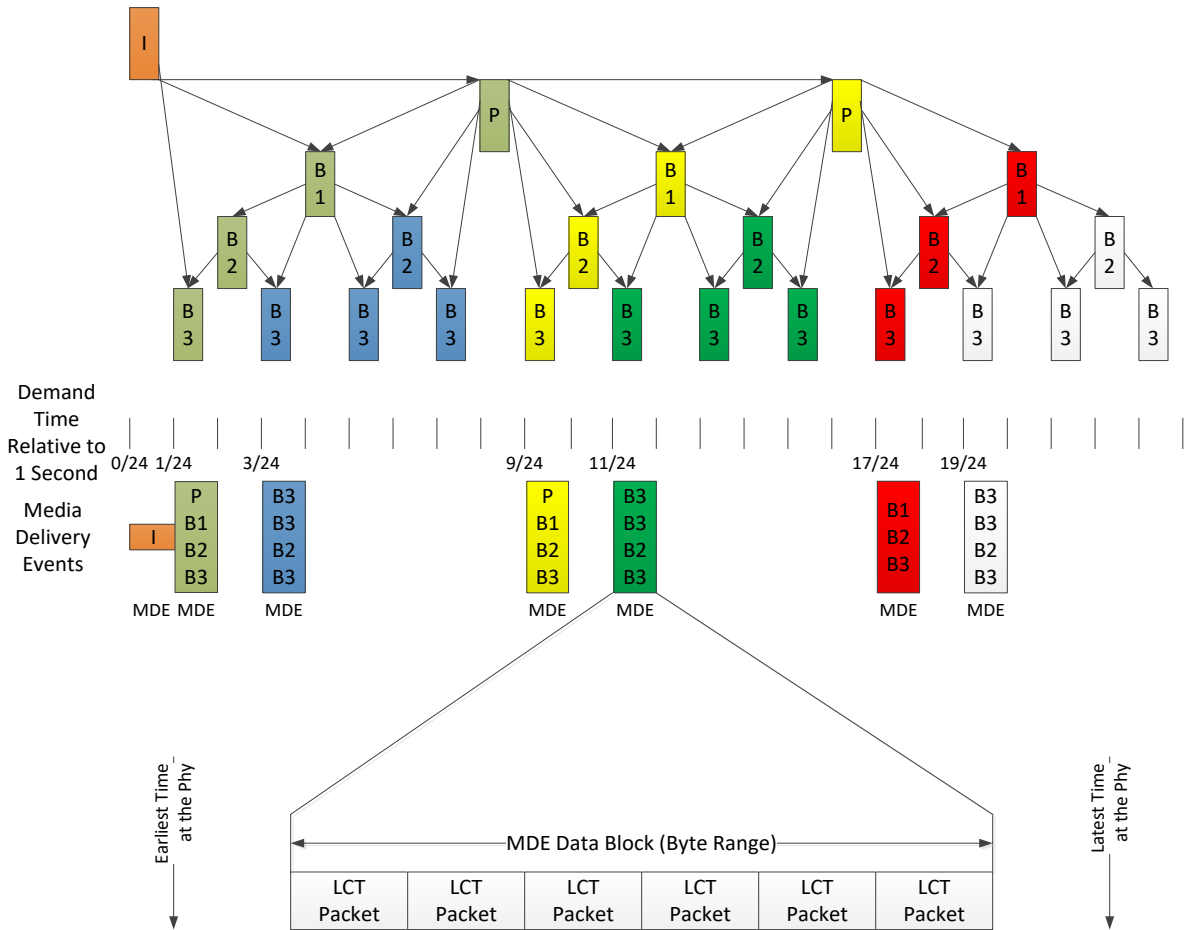 I
P
P
B
1
B
1
B
1
B
2
B
2
B
2
B
2
B
2
B
2
B
3
B
3
B
3
B
3
B
3
B
3
B
3
B
3
B
3
B
3
B
3
B
3
Demand
Time
Relative to
1 Second
0/24 1/24 3/24 9/24 11/24 17/24 19/24
Media
Delivery
Events
I
P
B1
B2
B3
B3
B3
B2
B3
P
B1
B2
B3
B3
B3
B2
B3
B1
B2
B3
B3
B3
B2
B3
MDE MDE MDE MDE MDE MDE MDE
Earliest Time
at the Phy
Latest Time
at the Phy
MDE Data Block (Byte Range)
LCT
Packet
LCT
Packet
LCT
Packet
LCT
Packet
LCT
Packet
LCT
Packet